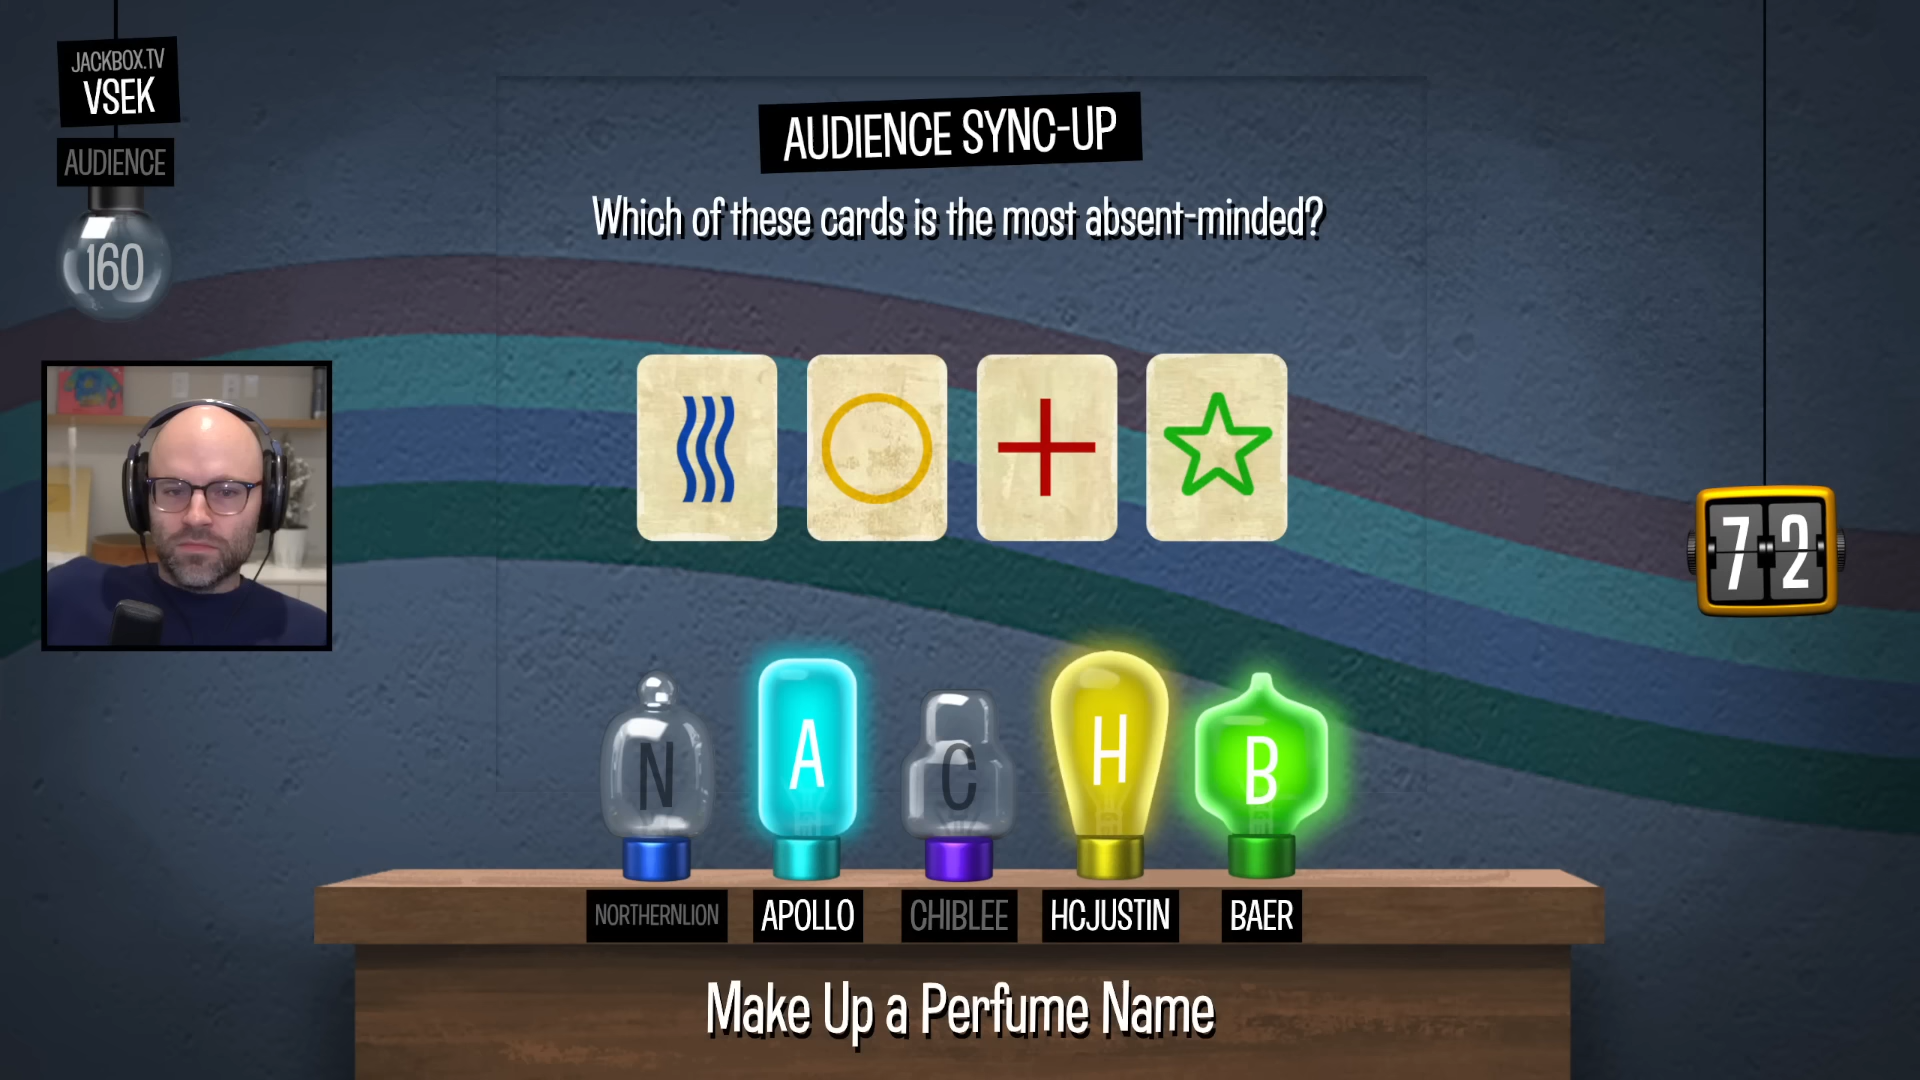 JACKBOX.TV
VSEK
AUDIENCE
160
AUDIENCE SYNC-UP
Which of these cards is the most absent-minded?
72
N
A
C
H
B
NORTHERNLION
APOLLO
CHIBLEE
HCJUSTIN
BAER
Make Up a Perfume Name